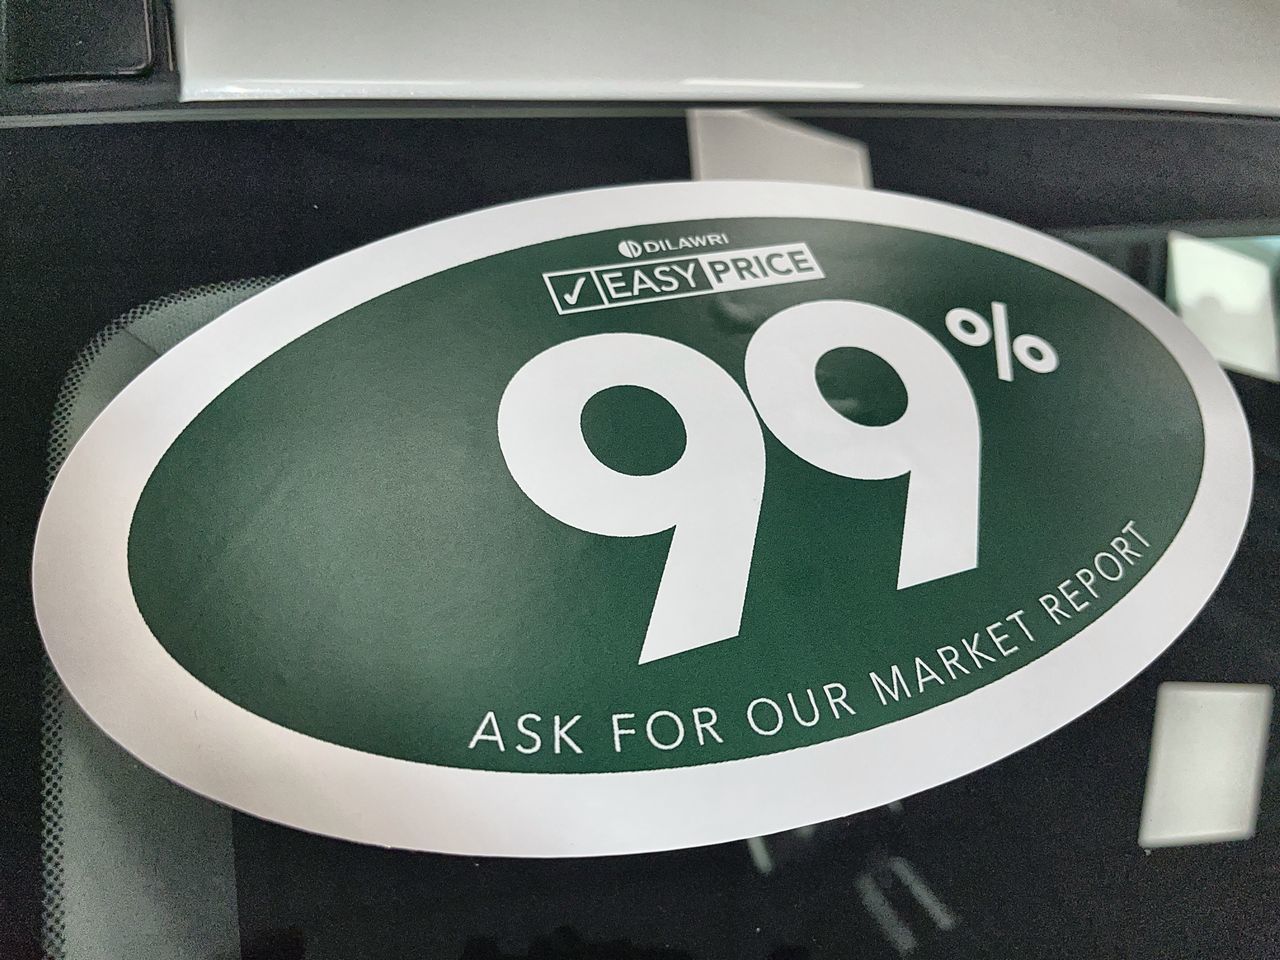 DILAWRI
✓ EASY PRICE
99%
ASK FOR OUR MARKET REPORT